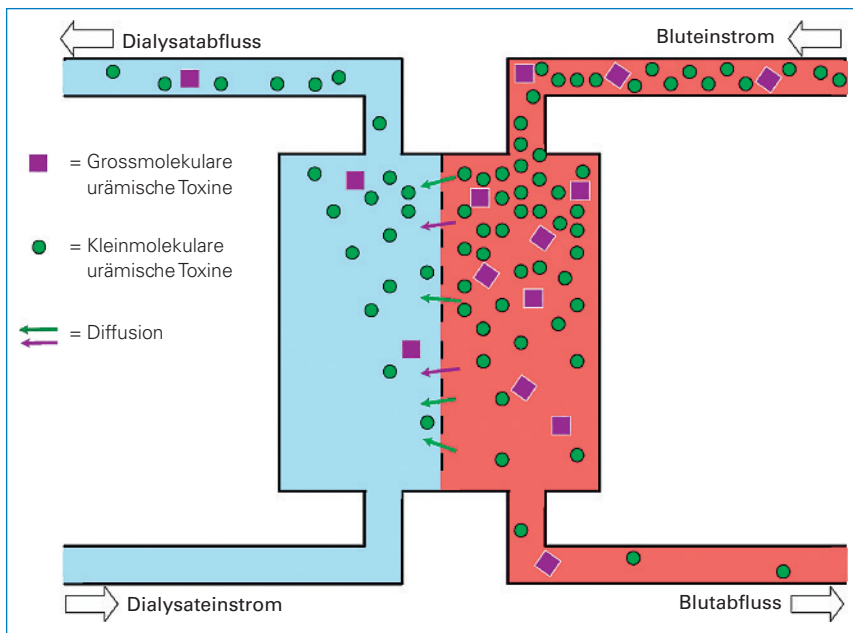 Dialysatabfluss
Bluteinstrom
= Grossmolekulare
urämische Toxine
= Kleinmolekulare
urämische Toxine
= Diffusion
Dialysateinstrom
Blutabfluss